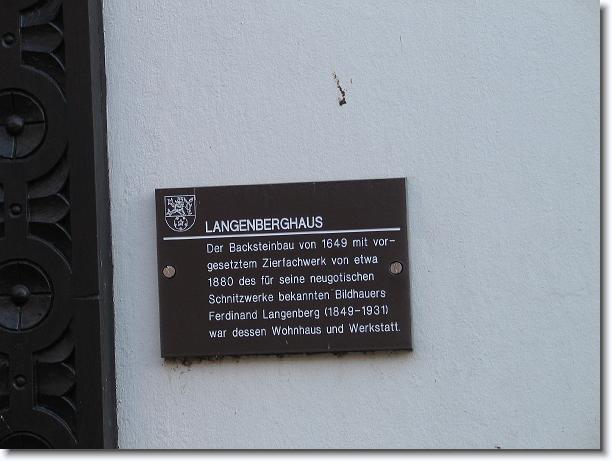 LANGENBERGHAUS
Der Backsteinbau von 1649 mit vor-
gesetztem Zierfachwerk von etwa
1880 des für seine neugotischen
Schnitzwerke bekannten Bildhauers
Ferdinand Langenberg (1849-1931)
war dessen Wohnhaus und Werkstatt.